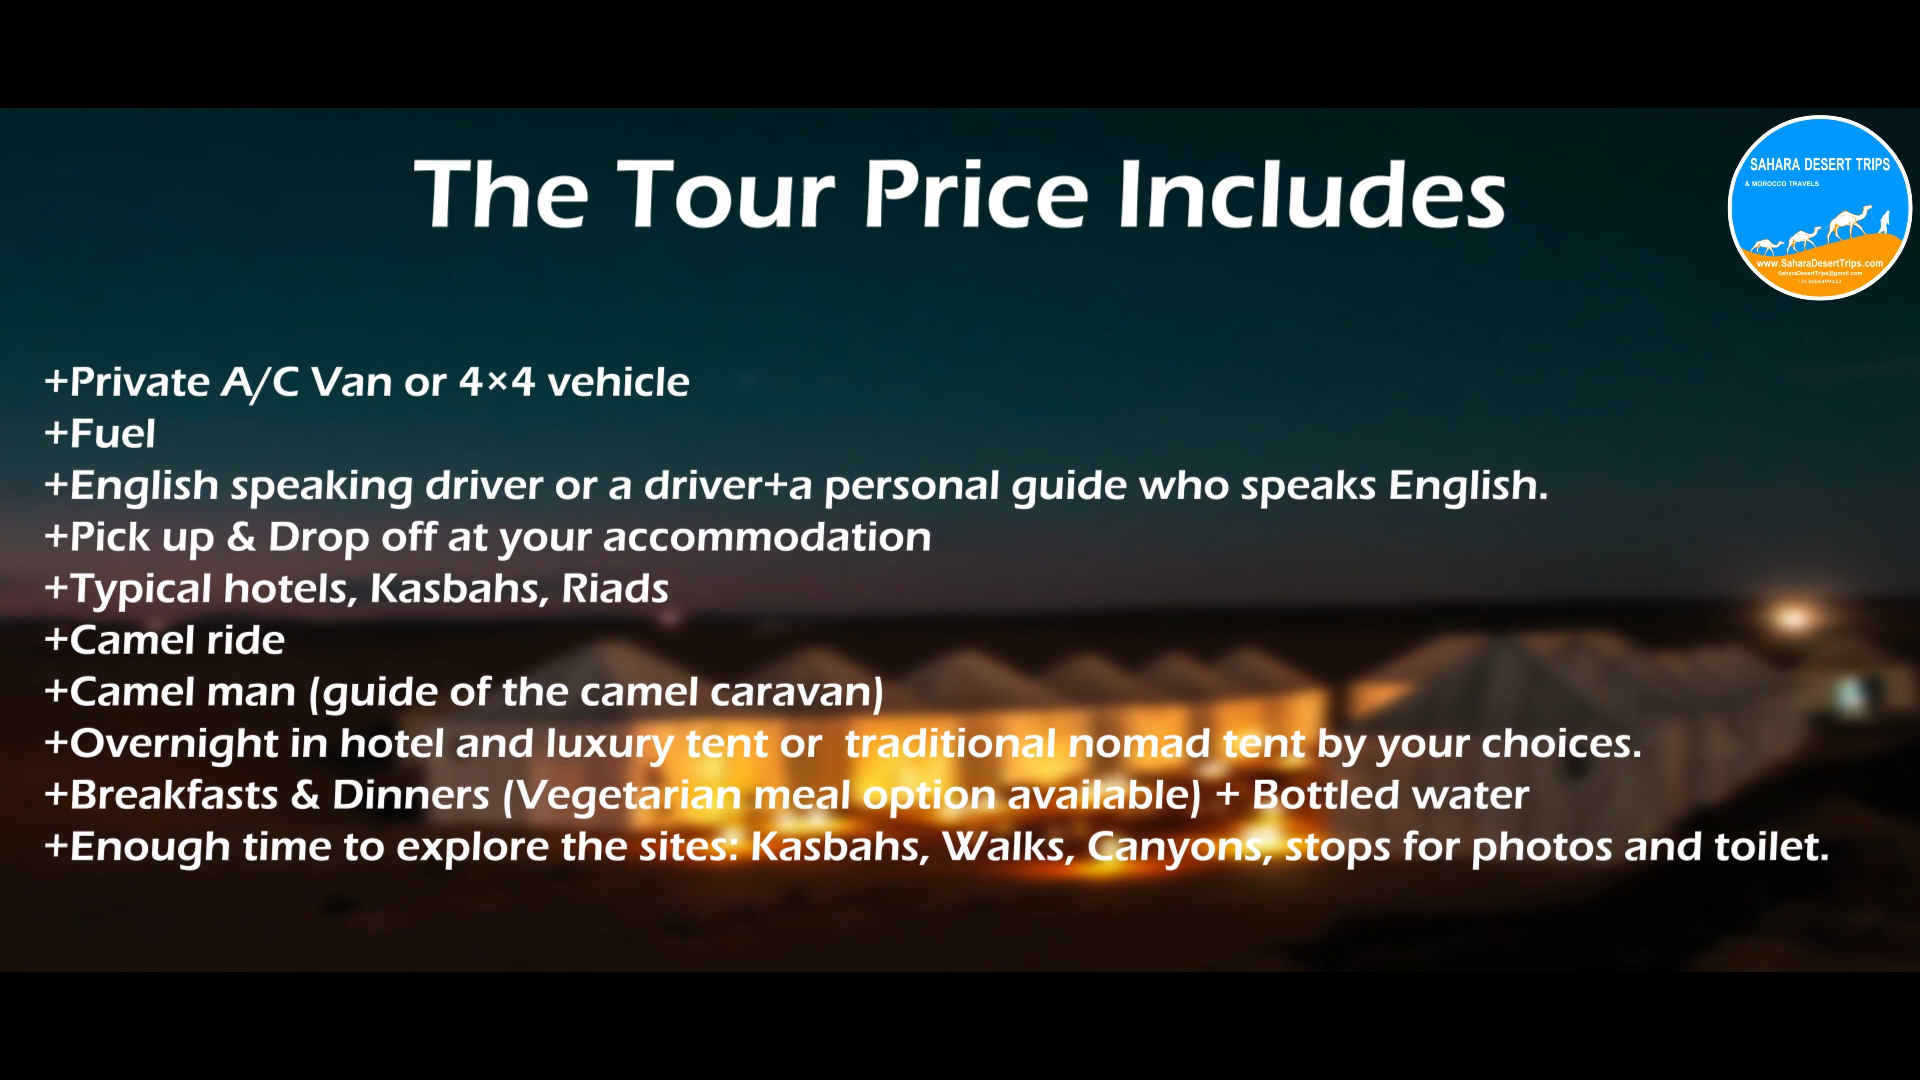 The Tour Price Includes
SAHARA DESERT TRIPS
& MOROCCO TRAVELS
www.SaharaDesertTrips.com
SaharaDesertTrips@gmail.com
+Private A/C Van or 4×4 vehicle
+Fuel
+English speaking driver or a driver+a personal guide who speaks English.
+Pick up & Drop off at your accommodation
+Typical hotels, Kasbahs, Riads
+Camel ride
+Camel man (guide of the camel caravan)
+Overnight in hotel and luxury tent or  traditional nomad tent by your choices.
+Breakfasts & Dinners (Vegetarian meal option available) + Bottled water
+Enough time to explore the sites: Kasbahs, Walks, Canyons, stops for photos and toilet.